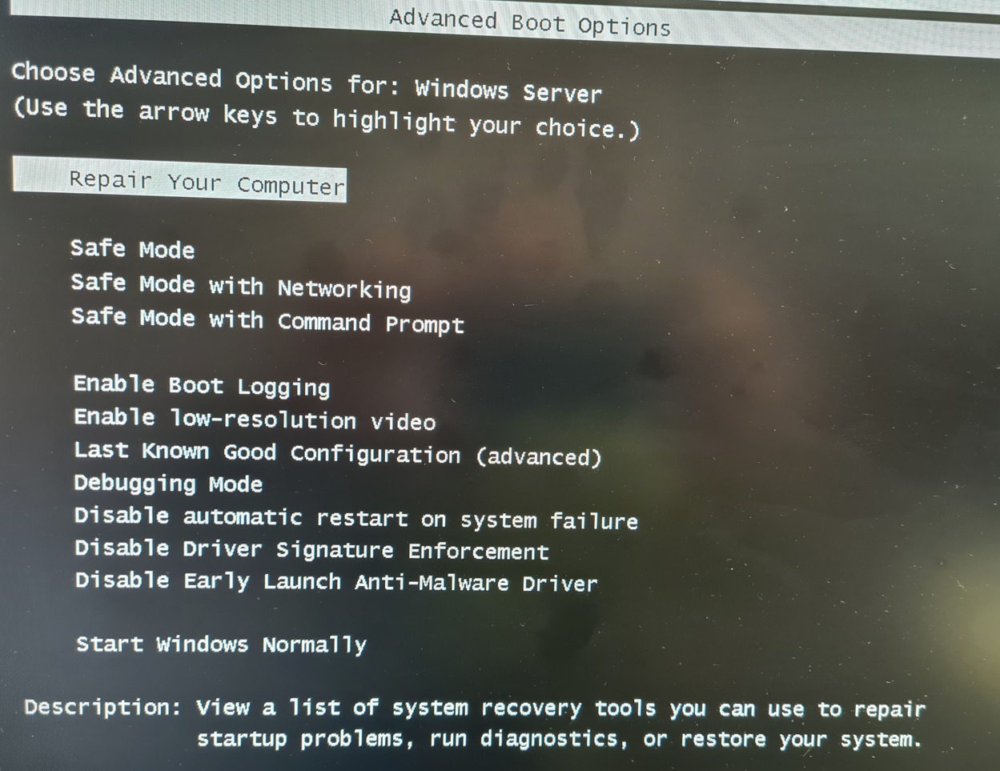 Advanced Boot Options
Choose Advanced Options for: Windows Server
(Use the arrow keys to highlight your choice.)
Repair Your Computer
Safe Mode
Safe Mode with Networking
Safe Mode with Command Prompt
Enable Boot Logging
Enable low-resolution video
Last Known Good Configuration (advanced)
Debugging Mode
Disable automatic restart on system failure
Disable Driver Signature Enforcement
Disable Early Launch Anti-Malware Driver
Start Windows Normally
Description: View a list of system recovery tools you can use to repair
startup problems, run diagnostics, or restore your system.